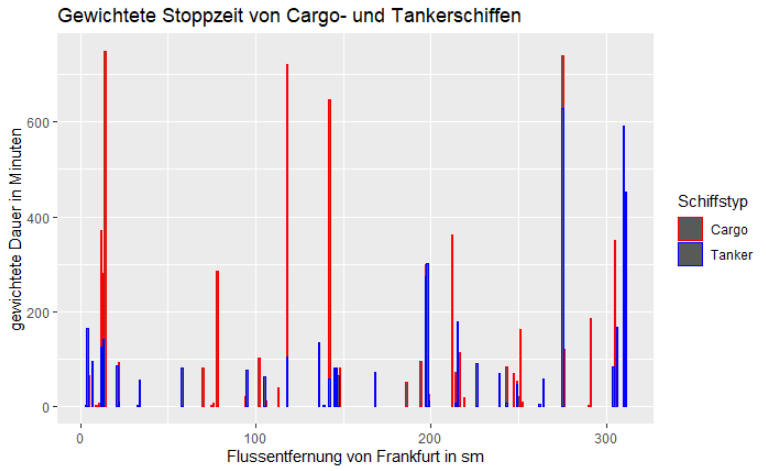 Gewichtete Stoppzeit von Cargo- und Tankerschiffen
gewichtete Dauer in Minuten
600
400
200
0
0 100 200 300
Flussentfernung von Frankfurt in sm
Schiffstyp
Cargo
Tanker